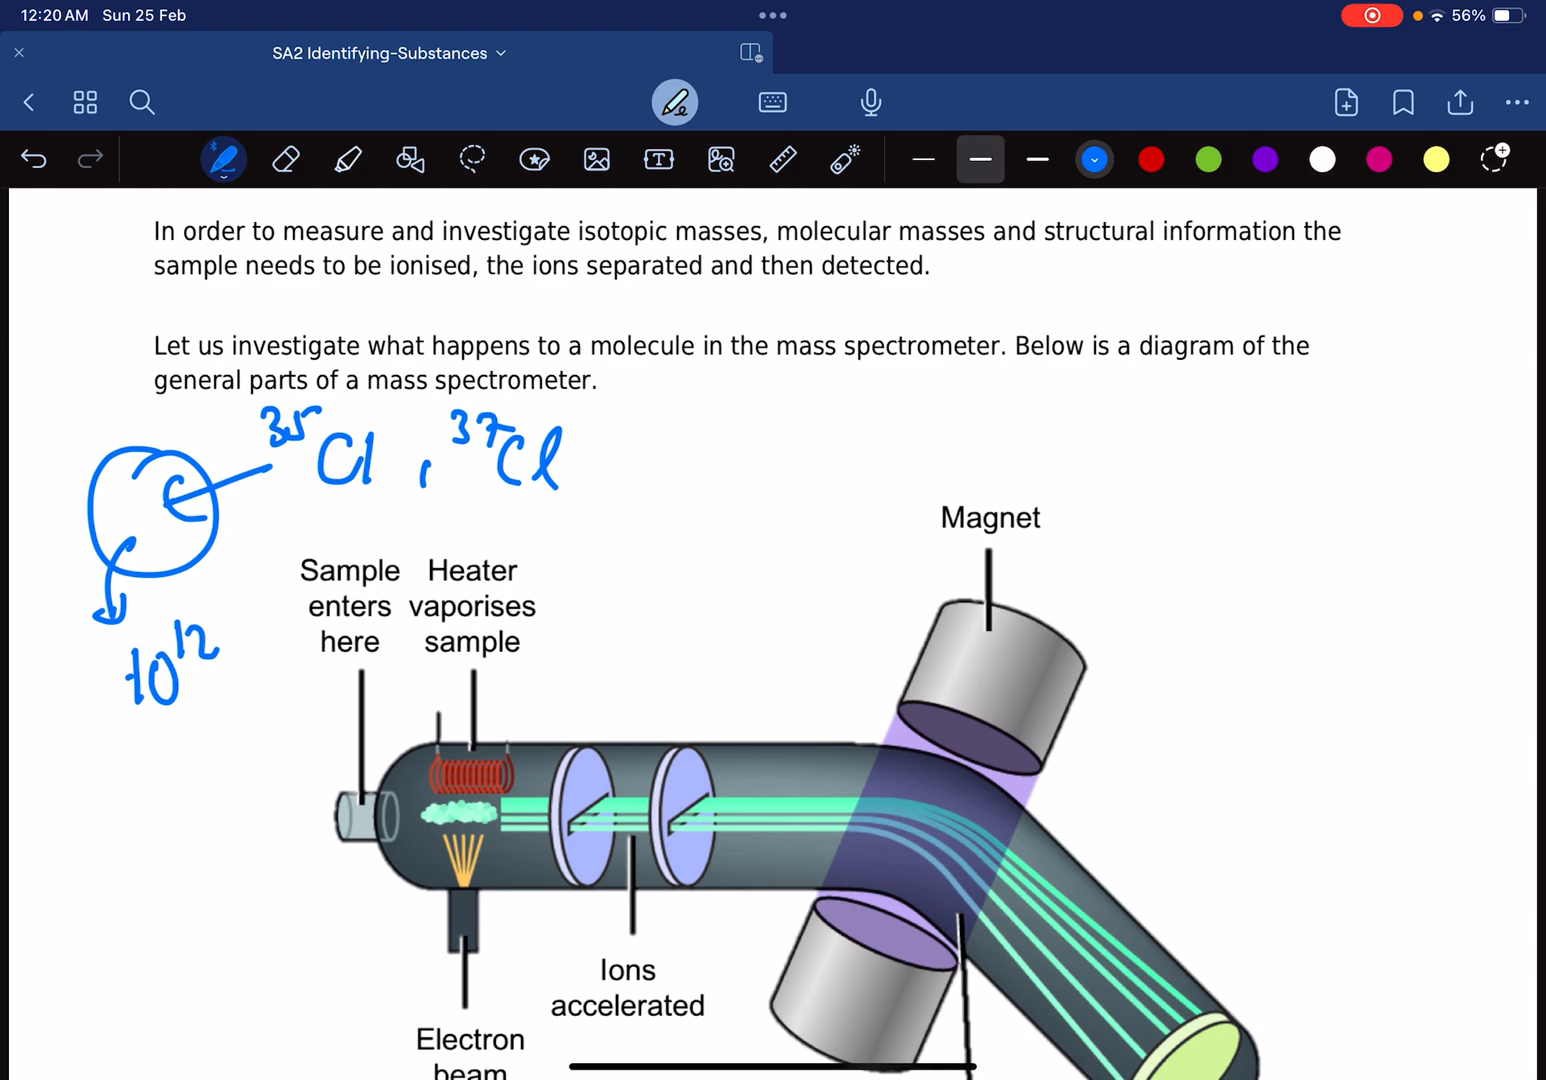 12:20 AM Sun 25 Feb
56%
SA2 Identifying-Substances
In order to measure and investigate isotopic masses, molecular masses and structural information the
sample needs to be ionised, the ions separated and then detected.
Let us investigate what happens to a molecule in the mass spectrometer. Below is a diagram of the
general parts of a mass spectrometer.
³⁵Cl , ³⁷Cl
10¹²
Magnet
Sample
enters
here
Heater
vaporises
sample
Ions
accelerated
Electron
beam